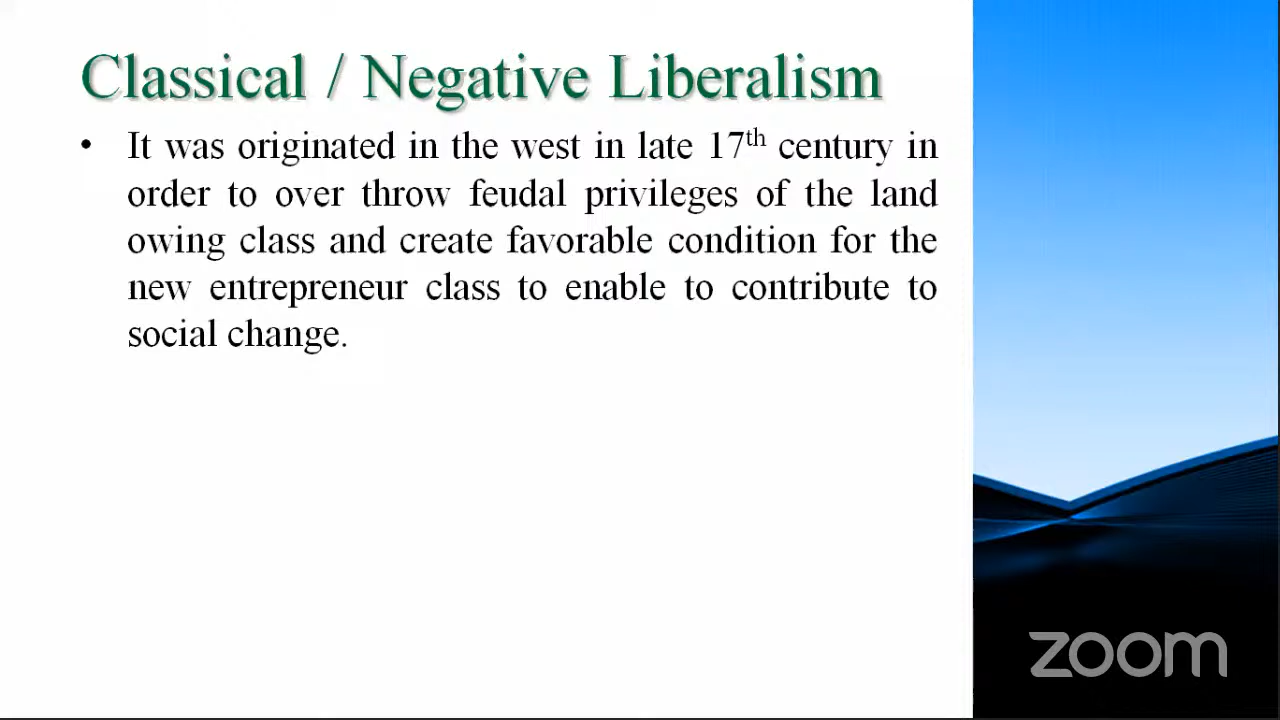 Classical / Negative Liberalism
• It was originated in the west in late 17th century in
order to over throw feudal privileges of the land
owing class and create favorable condition for the
new entrepreneur class to enable to contribute to
social change.
zoom